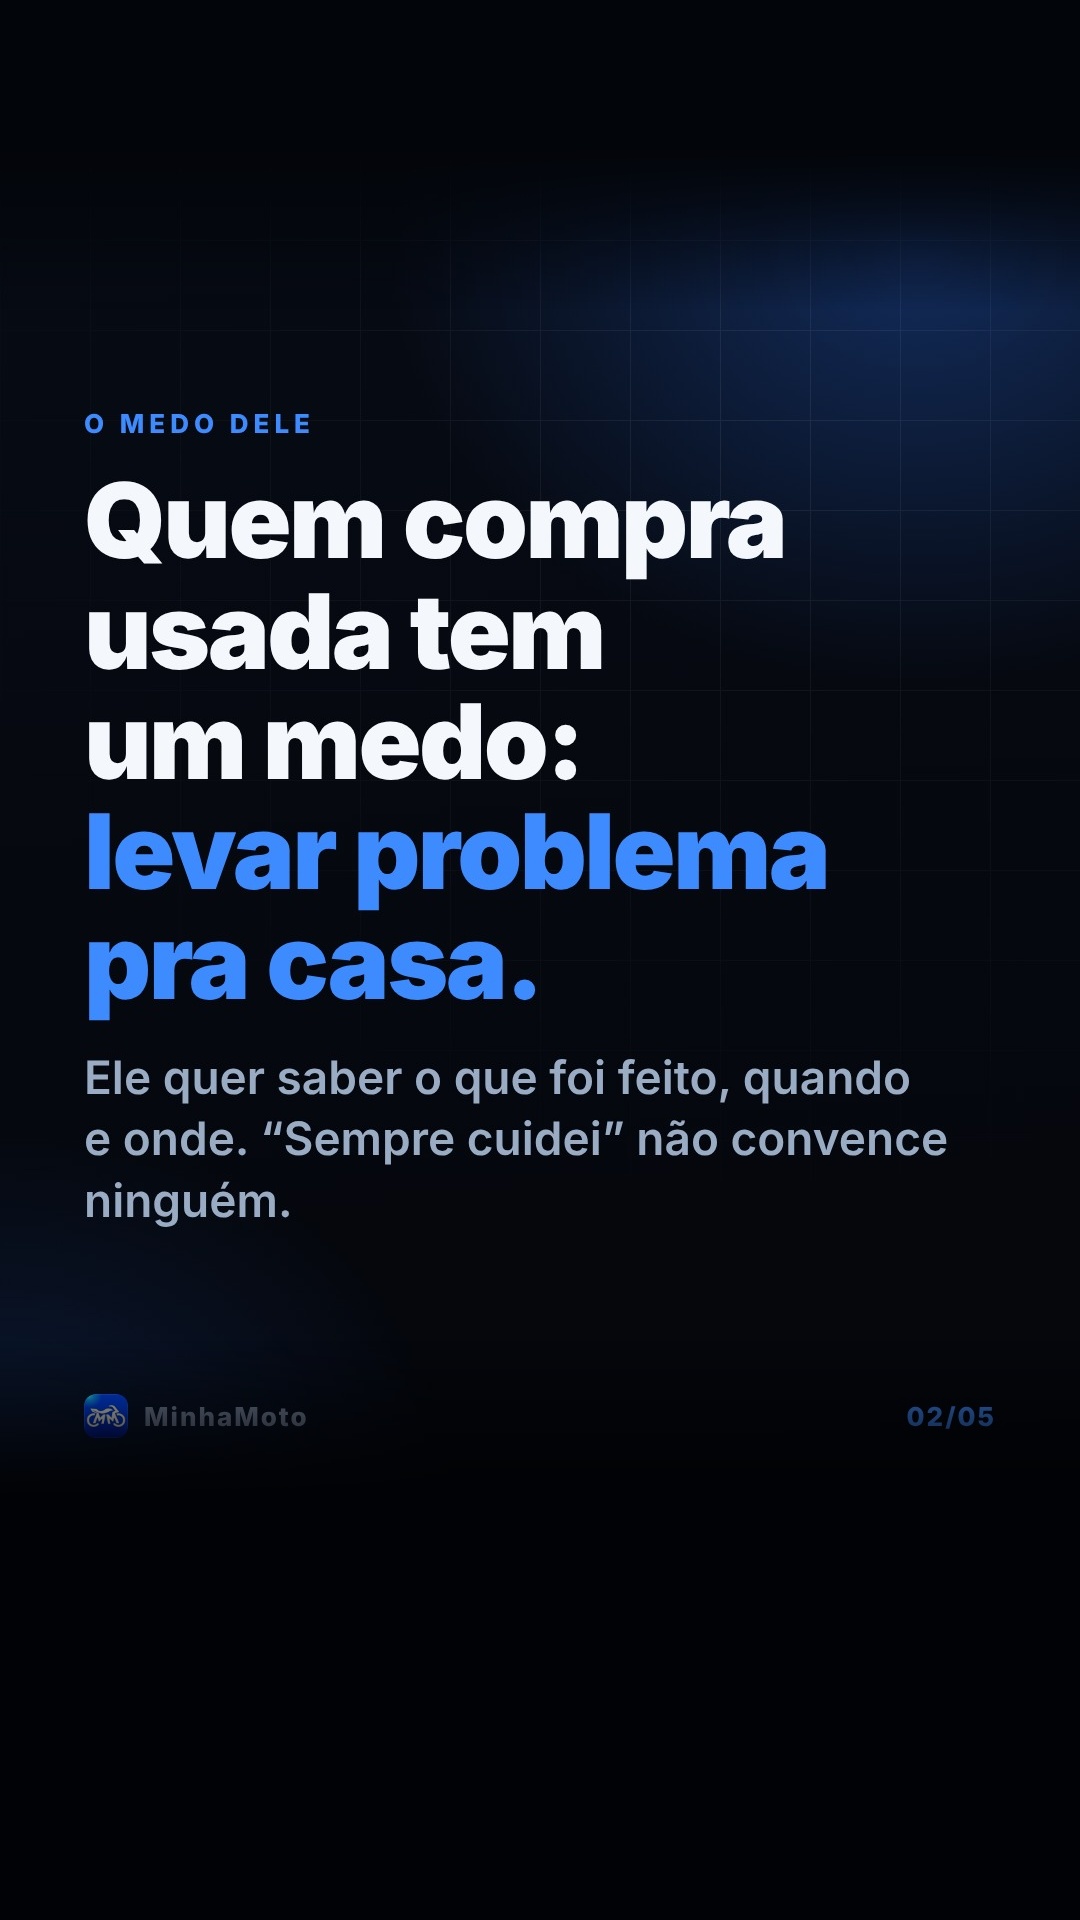 O MEDO DELE
Quem compra
usada tem
um medo:
levar problema
pra casa.
Ele quer saber o que foi feito, quando
e onde. “Sempre cuidei” não convence
ninguém.
MinhaMoto
02/05